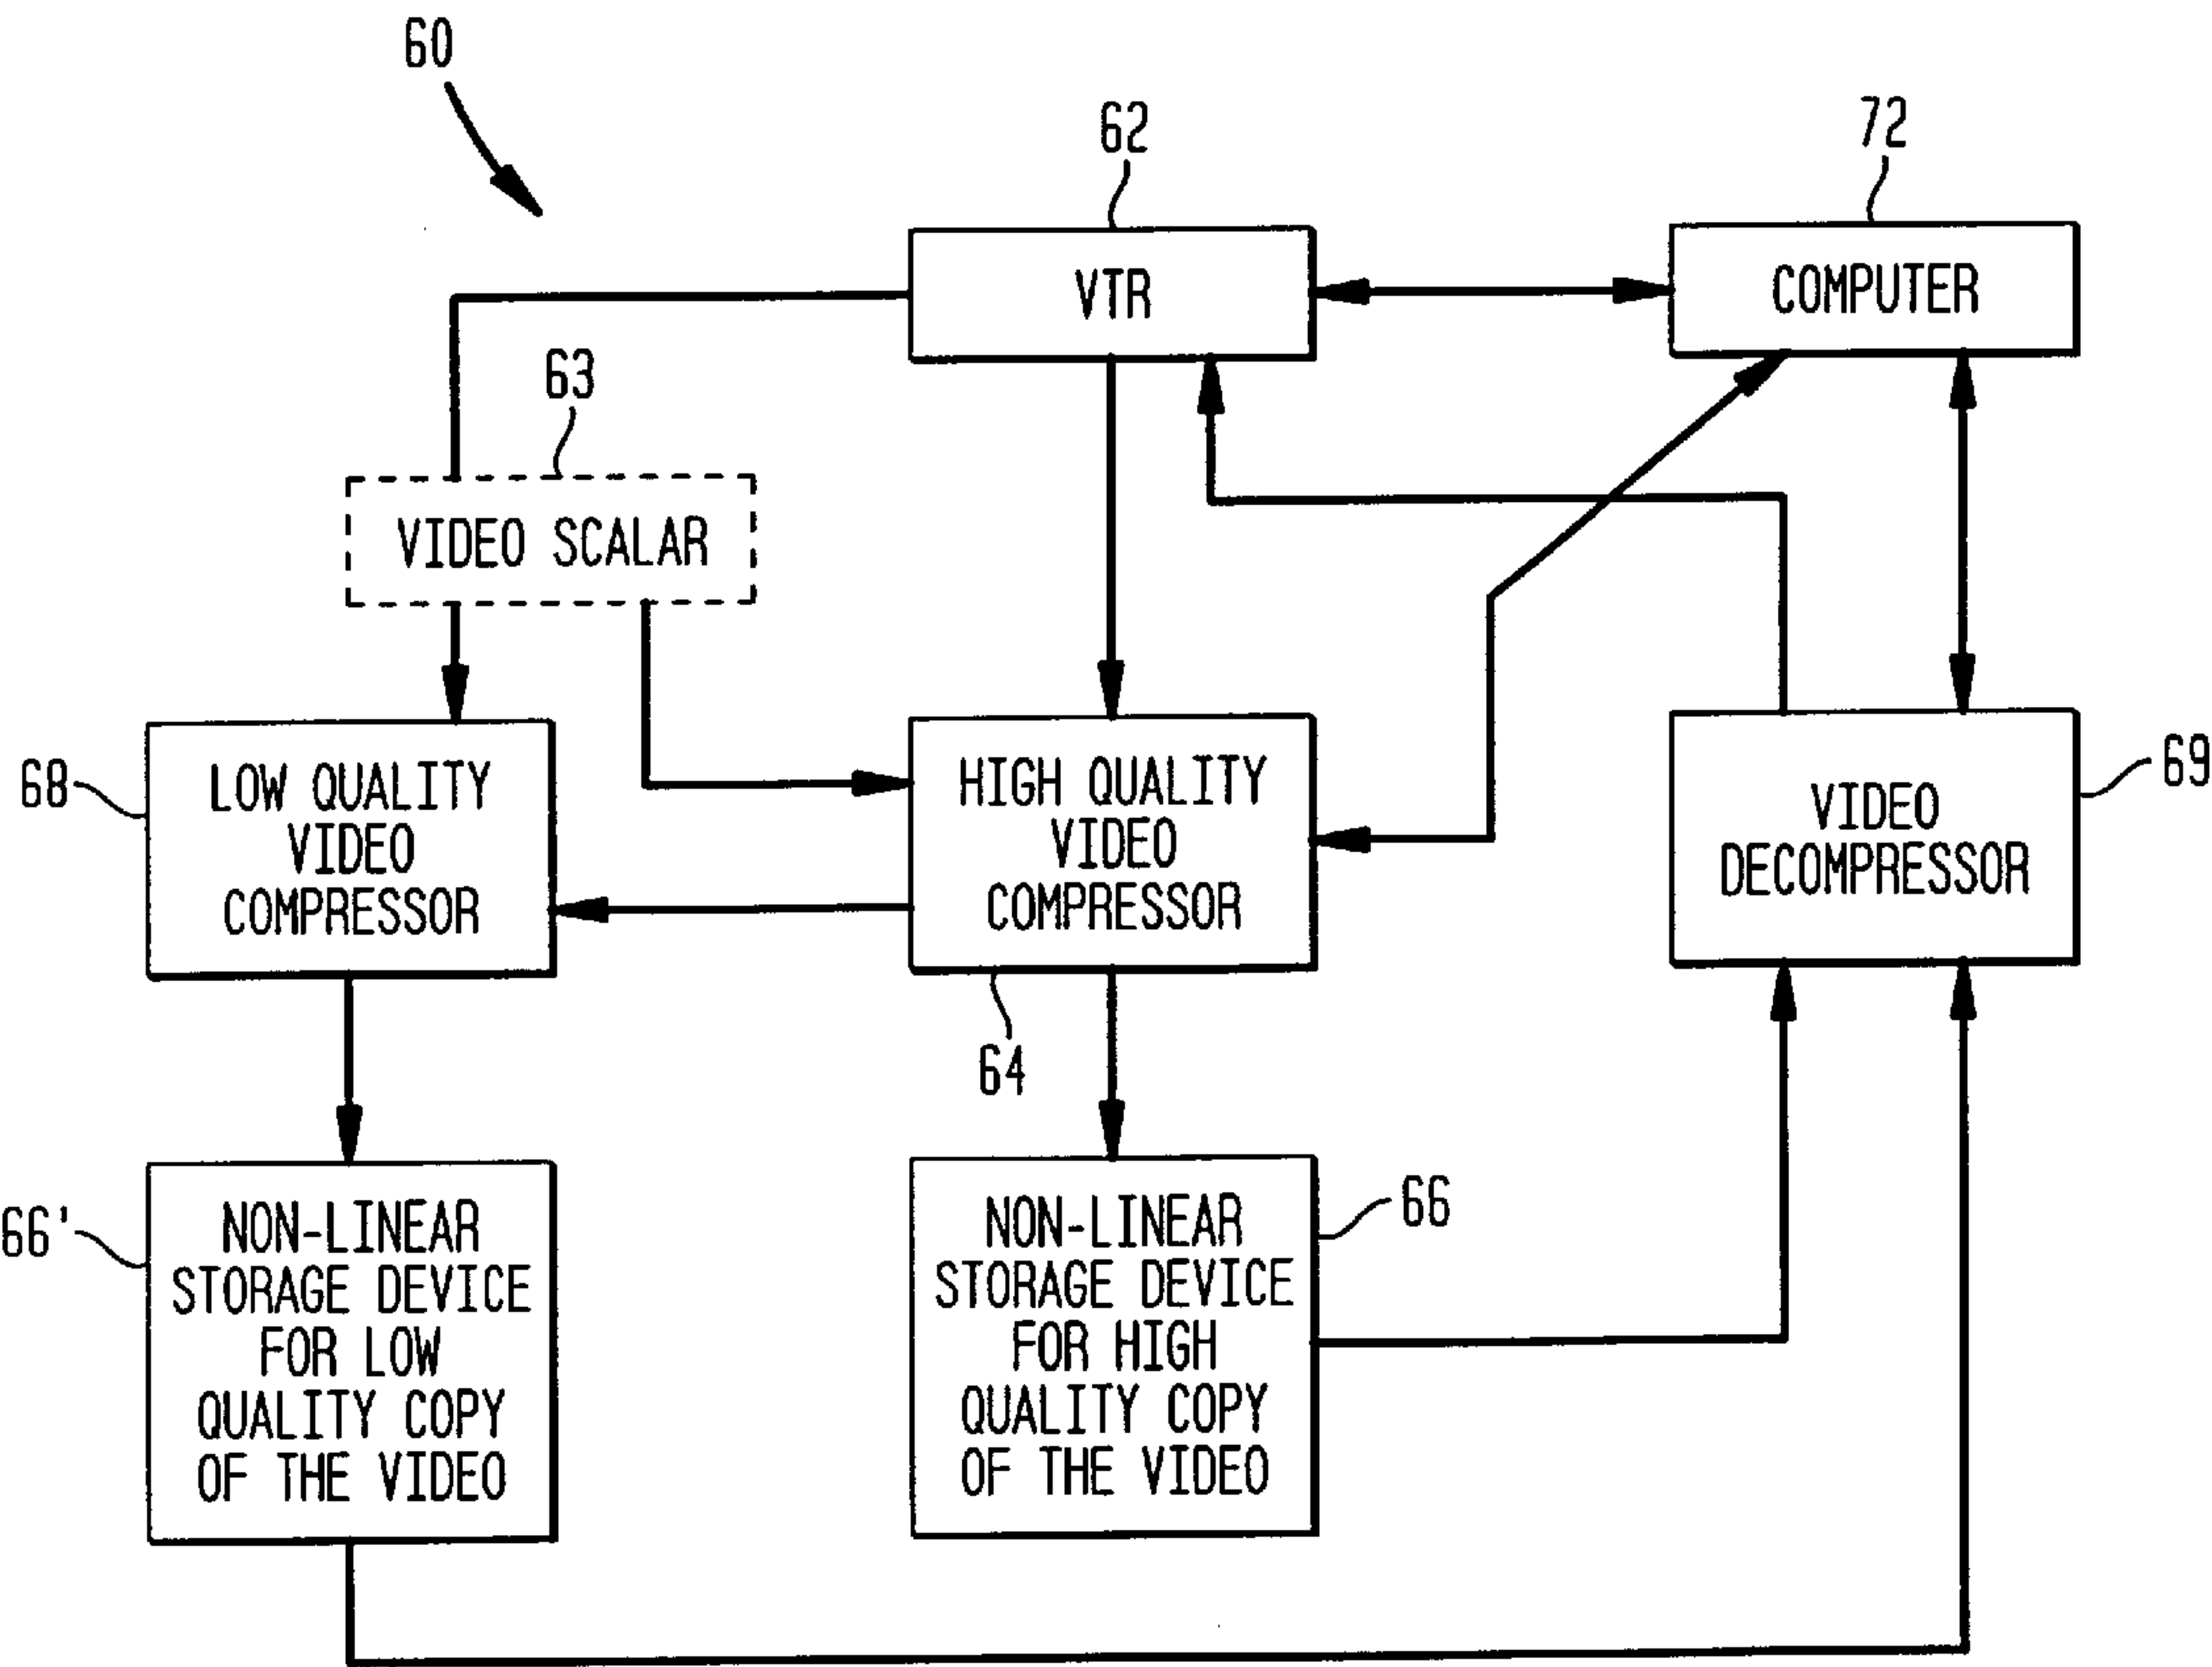 60
62
72
VTR
COMPUTER
63
VIDEO SCALAR
68
LOW QUALITY
VIDEO
COMPRESSOR
HIGH QUALITY
VIDEO
COMPRESSOR
64
VIDEO
DECOMPRESSOR
69
66'
NON-LINEAR
STORAGE DEVICE
FOR LOW
QUALITY COPY
OF THE VIDEO
NON-LINEAR
STORAGE DEVICE
FOR HIGH
QUALITY COPY
OF THE VIDEO
66